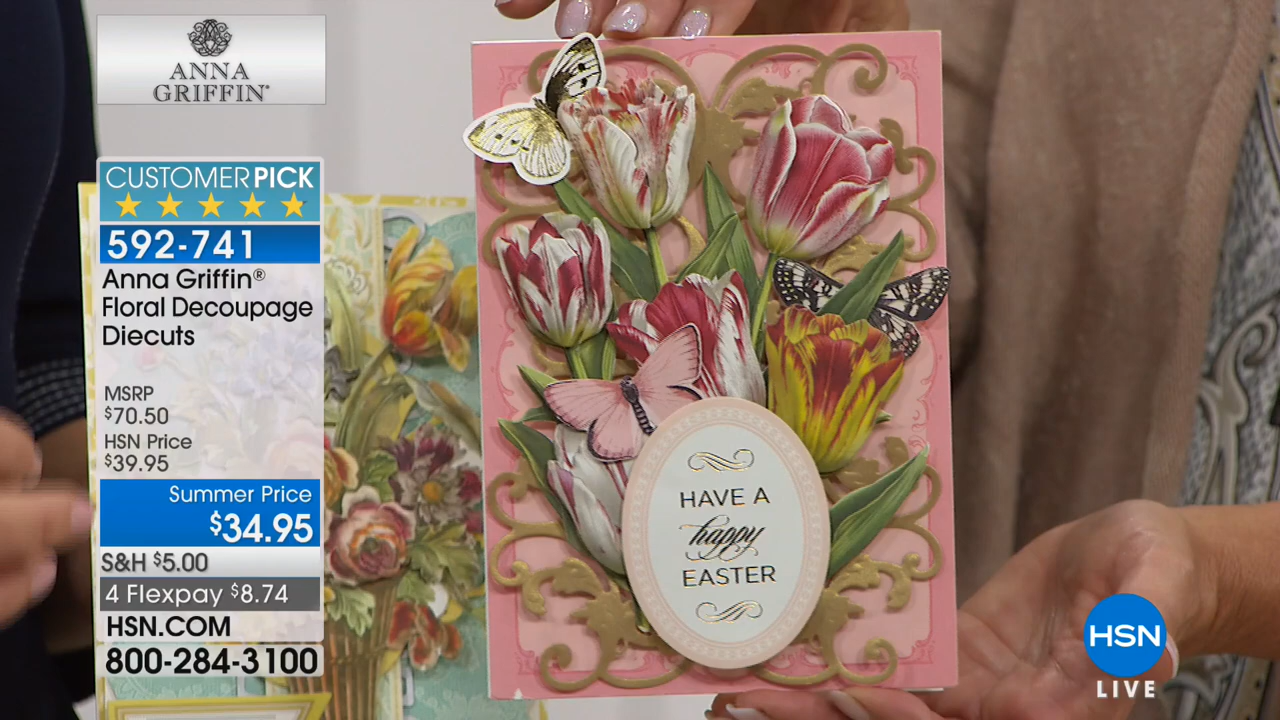 ANNA
GRIFFIN®
CUSTOMER PICK
592-741
Anna Griffin®
Floral Decoupage
Diecuts
MSRP
$70.50
HSN Price
$39.95
Summer Price
$34.95
S&H $5.00
4 Flexpay $8.74
HSN.COM
800-284-3100
HAVE A
happy
EASTER
HSN
LIVE